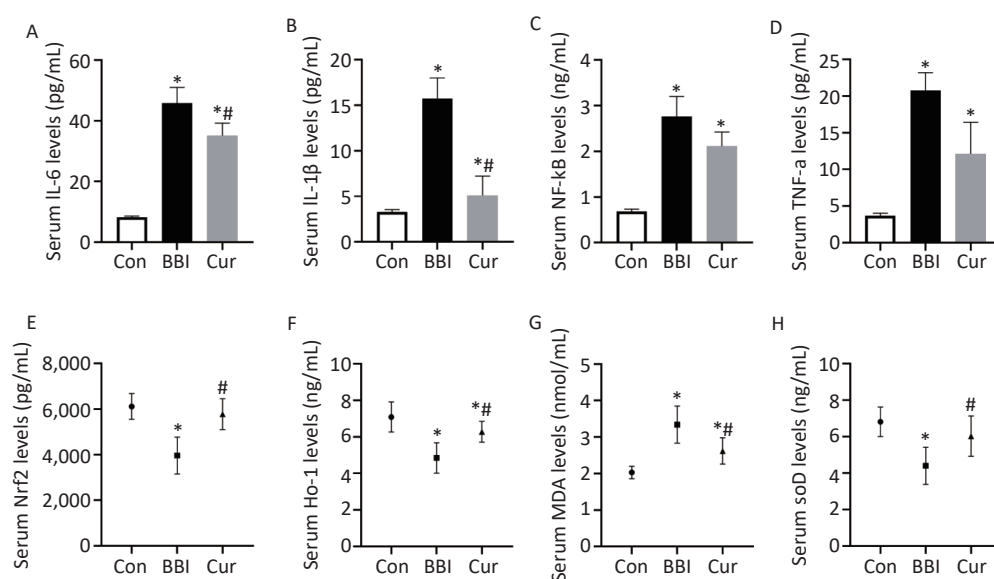 A
Serum IL-6 levels (pg/mL)
60
40
20
0
*
*#
Con BBI Cur
B
Serum IL-1β levels (pg/mL)
20
15
10
5
0
*
*#
Con BBI Cur
C
Serum NF-kB levels (ng/mL)
4
3
2
1
0
*
*
Con BBI Cur
D
Serum TNF-a levels (pg/mL)
25
20
15
10
5
0
*
*
Con BBI Cur
E
Serum Nrf2 levels (pg/mL)
8,000
6,000
4,000
2,000
0
*
#
Con BBI Cur
F
Serum Ho-1 levels (ng/mL)
10
8
6
4
2
0
*
*#
Con BBI Cur
G
Serum MDA levels (nmol/mL)
5
4
3
2
1
0
*
*#
Con BBI Cur
H
Serum soD levels (ng/mL)
10
8
6
4
2
0
*
#
Con BBI Cur